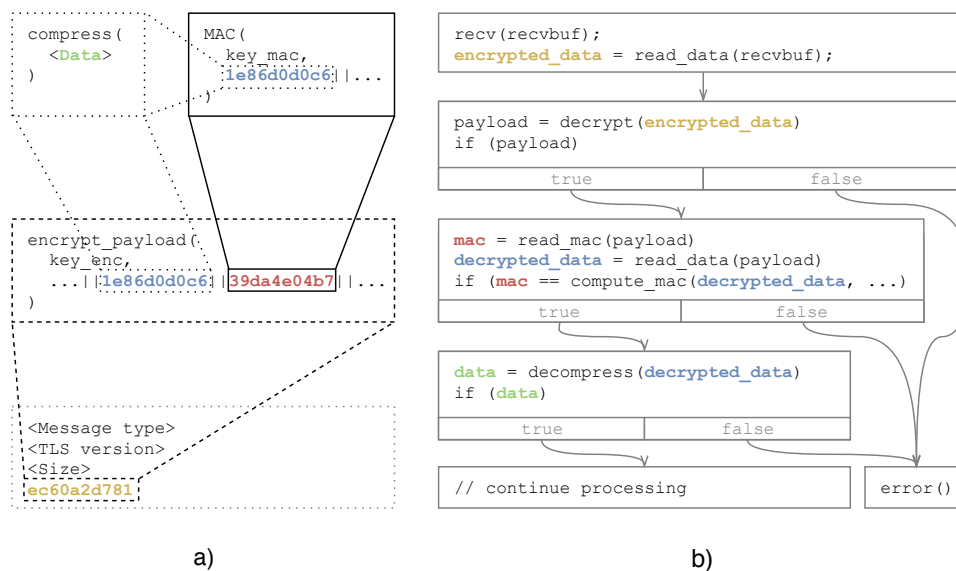 compress(
<Data>
)
MAC(
key_mac,
1e86d0d0c6||...
)
encrypt_payload(
key_enc,
...||1e86d0d0c6||39da4e04b7||...
)
<Message type>
<TLS version>
<Size>
ec60a2d781
a)
recv(recvbuf);
encrypted_data = read_data(recvbuf);
payload = decrypt(encrypted_data)
if (payload)
true false
mac = read_mac(payload)
decrypted_data = read_data(payload)
if (mac == compute_mac(decrypted_data, ...)
true false
data = decompress(decrypted_data)
if (data)
true false
// continue processing
error()
b)